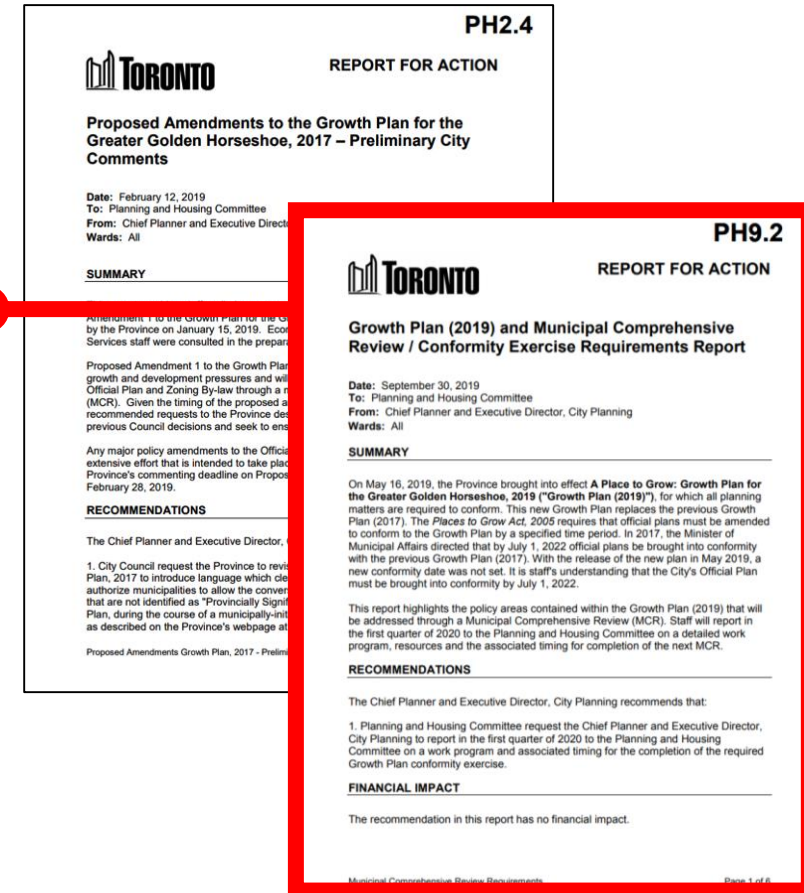 PH2.4
TORONTO
REPORT FOR ACTION
Proposed Amendments to the Growth Plan for the
Greater Golden Horseshoe, 2017 – Preliminary City
Comments
Date: February 12, 2019
To: Planning and Housing Committee
From: Chief Planner and Executive
Wards: All
SUMMARY
Amendment 1 to the Growth Plan for the
by the Province on January 15, 2019.
Services staff were consulted in the
Proposed Amendment 1 to the Growth
growth and development pressures and
Official Plan and Zoning By-law through a
(MCR). Given the timing of the proposed
recommended requests to the Province
previous Council decisions and seek to
Any major policy amendments to the
extensive effort that is intended to take
Province's commenting deadline on
February 28, 2019.
RECOMMENDATIONS
The Chief Planner and Executive Director,
1. City Council request the Province to
Plan, 2017 to introduce language which
authorize municipalities to allow the
that are not identified as "Provincially
Plan, during the course of a
as described on the Province's webpage at
Proposed Amendments Growth Plan, 2017 -
PH9.2
TORONTO
REPORT FOR ACTION
Growth Plan (2019) and Municipal Comprehensive
Review / Conformity Exercise Requirements Report
Date: September 30, 2019
To: Planning and Housing Committee
From: Chief Planner and Executive Director, City Planning
Wards: All
SUMMARY
On May 16, 2019, the Province brought into effect A Place to Grow: Growth Plan for
the Greater Golden Horseshoe, 2019 ("Growth Plan (2019)"), for which all planning
matters are required to conform. This new Growth Plan replaces the previous Growth
Plan (2017). The Places to Grow Act, 2005 requires that official plans must be amended
to conform to the Growth Plan by a specified time period. In 2017, the Minister of
Municipal Affairs directed that by July 1, 2022 official plans be brought into conformity
with the previous Growth Plan (2017). With the release of the new plan in May 2019, a
new conformity date was not set. It is staff's understanding that the City's Official Plan
must be brought into conformity by July 1, 2022.
This report highlights the policy areas contained within the Growth Plan (2019) that will
be addressed through a Municipal Comprehensive Review (MCR). Staff will report in
the first quarter of 2020 to the Planning and Housing Committee on a detailed work
program, resources and the associated timing for completion of the next MCR.
RECOMMENDATIONS
The Chief Planner and Executive Director, City Planning recommends that:
1. Planning and Housing Committee request the Chief Planner and Executive Director,
City Planning to report in the first quarter of 2020 to the Planning and Housing
Committee on a work program and associated timing for the completion of the required
Growth Plan conformity exercise.
FINANCIAL IMPACT
The recommendation in this report has no financial impact.
Municipal Comprehensive Review Requirements Page 1 of 6